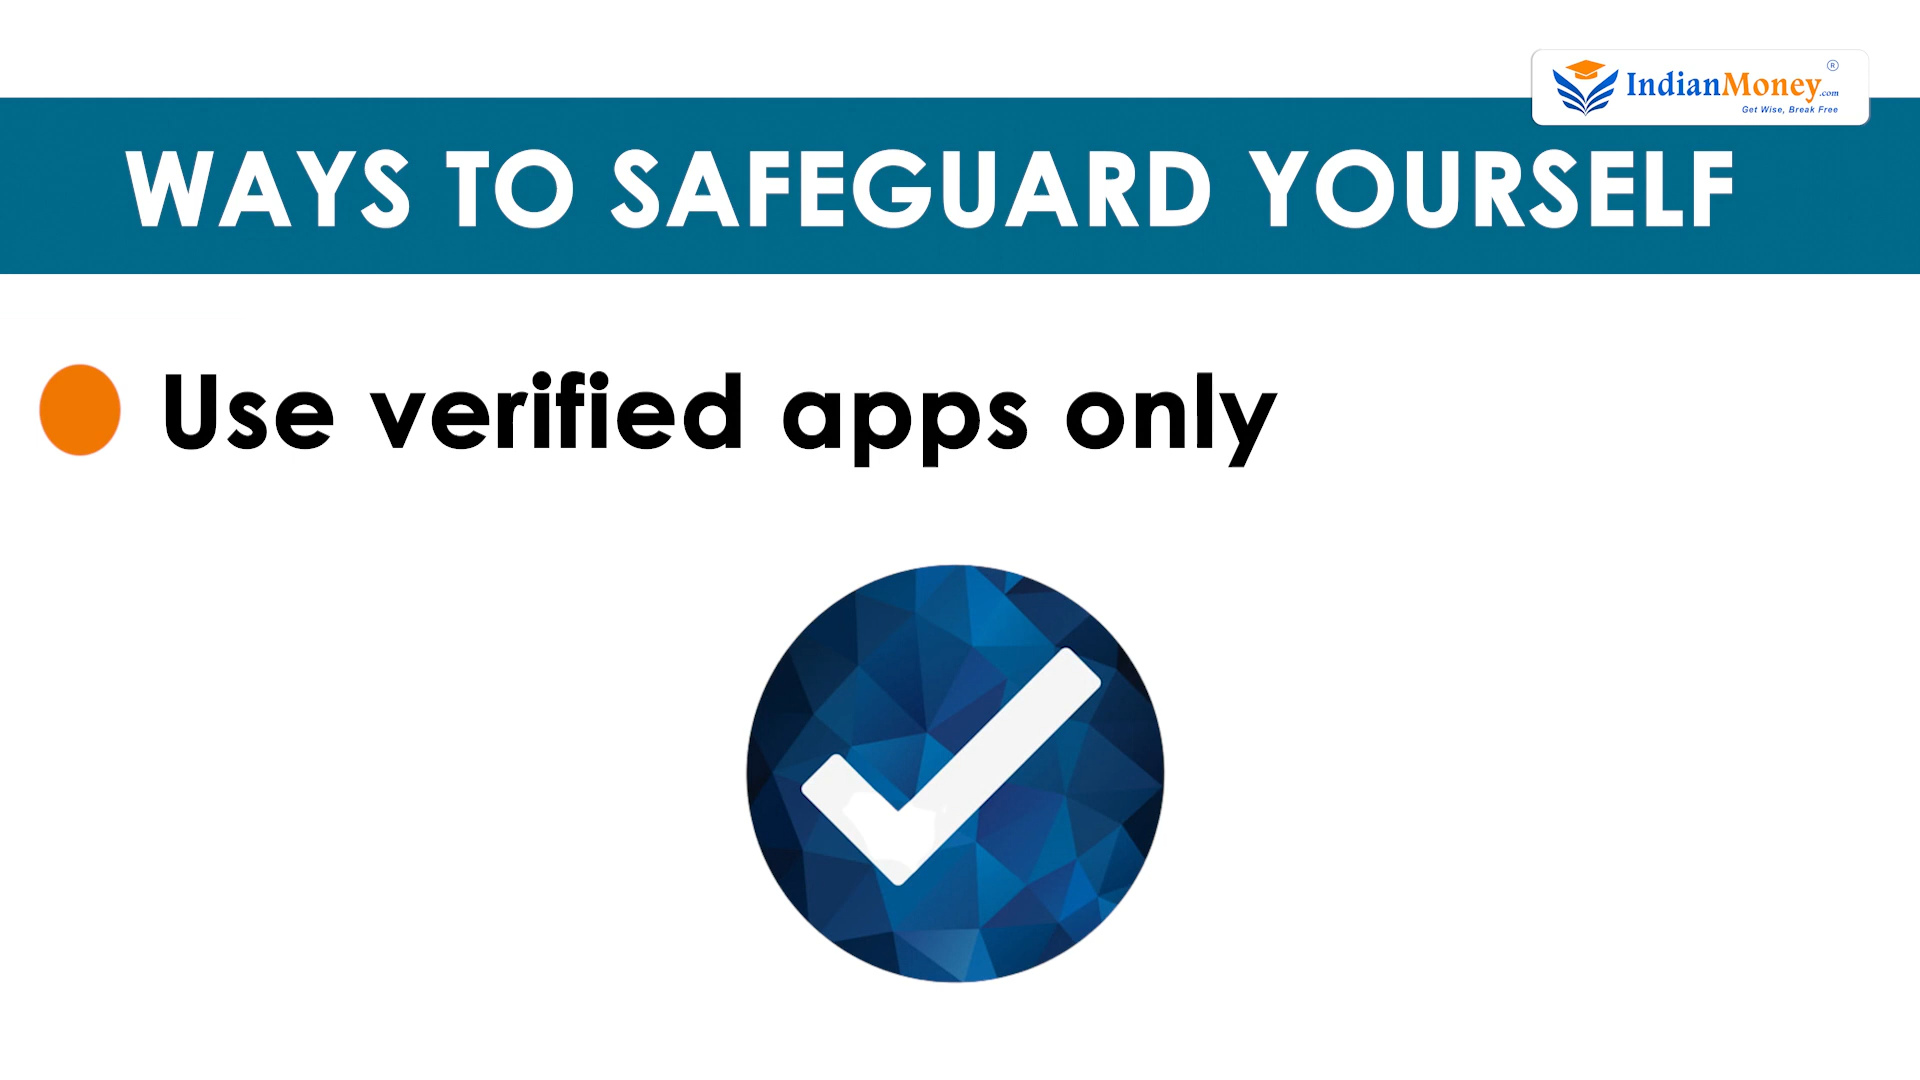 IndianMoney.com ®
Get Wise, Break Free
WAYS TO SAFEGUARD YOURSELF
Use verified apps only